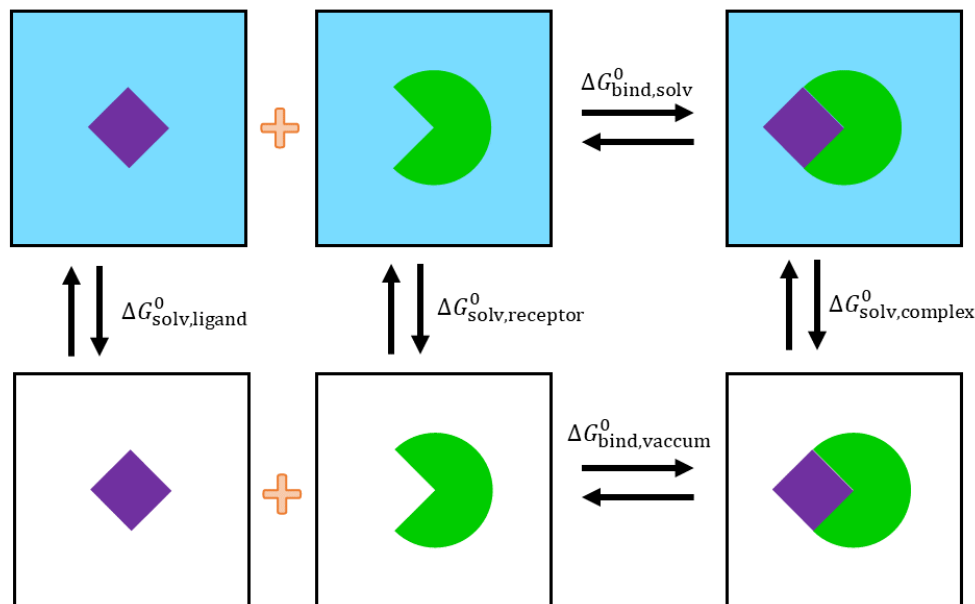 ΔG⁰bind,solv
ΔG⁰solv,ligand
ΔG⁰solv,receptor
ΔG⁰solv,complex
ΔG⁰bind,vaccum